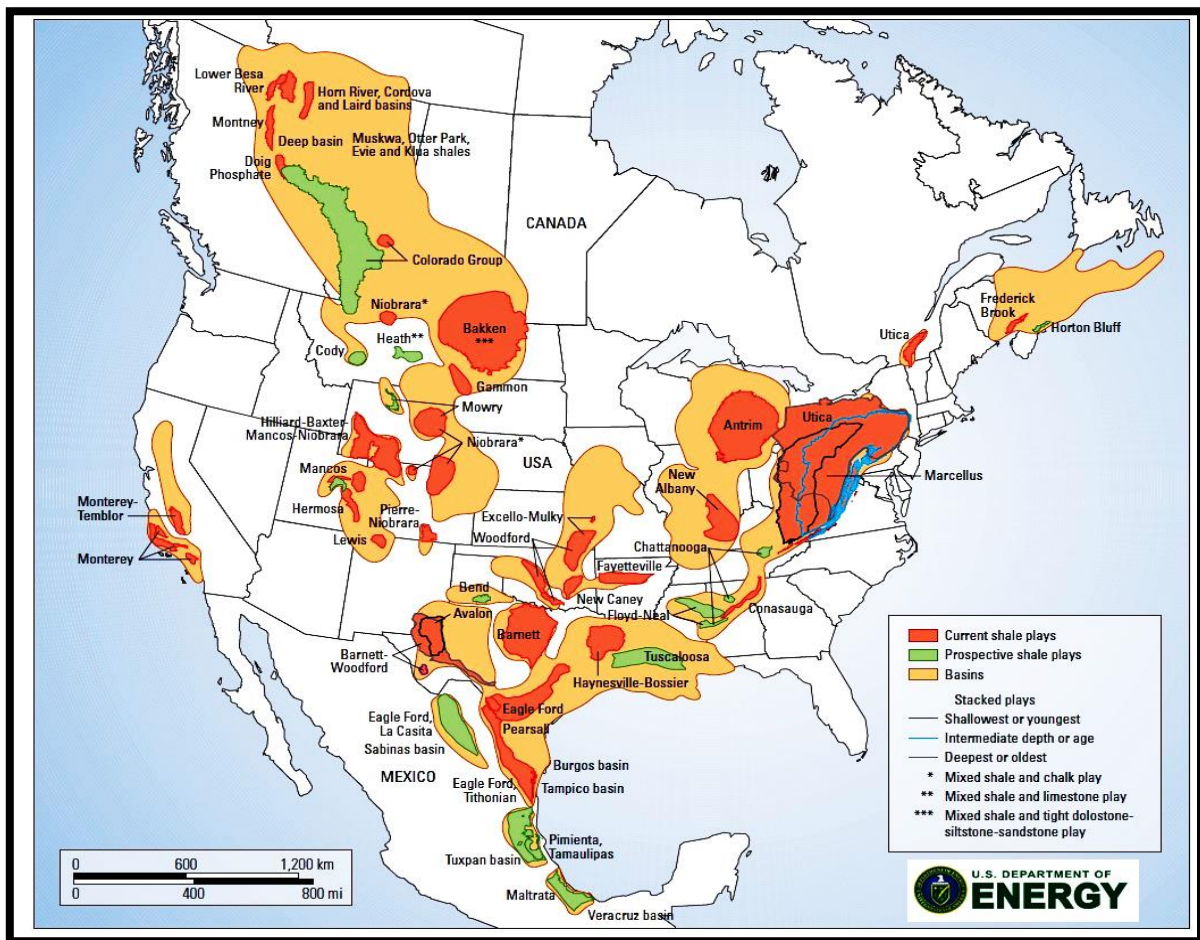 Lower Besa
River
Horn River, Cordova
and Laird basins
Montney
Deep basin
Muskwa, Otter Park,
Evie and Klua shales
Doig
Phosphate
CANADA
Colorado Group
Niobrara*
Bakken
***
Heath**
Cody
Gammon
Mowry
Frederick
Brook
Horton Bluff
Utica
Utica
Antrim
Hilliard-Baxter-
Mancos-Niobrara
Niobrara*
USA
Marcellus
New
Albany
Mancos
Hermosa
Pierre-
Niobrara
Lewis
Monterey-
Temblor
Monterey
Excello-Mulky
Woodford
Chattanooga
Fayetteville
New Caney
Floyd-Neal
Conasauga
Bend
Avalon
Barnett
Barnett-
Woodford
Tuscaloosa
Haynesville-Bossier
Eagle Ford
Pearsall
Eagle Ford,
La Casita
Sabinas basin
MEXICO
Burgos basin
Eagle Ford,
Tithonian
Tampico basin
Pimienta,
Tamaulipas
Tuxpan basin
Maltrata
Veracruz basin
Current shale plays
Prospective shale plays
Basins
Stacked plays
Shallowest or youngest
Intermediate depth or age
Deepest or oldest
* Mixed shale and chalk play
** Mixed shale and limestone play
*** Mixed shale and tight dolostone-
siltstone-sandstone play
0 600 1,200 km
0 400 800 mi
U.S. DEPARTMENT OF
ENERGY